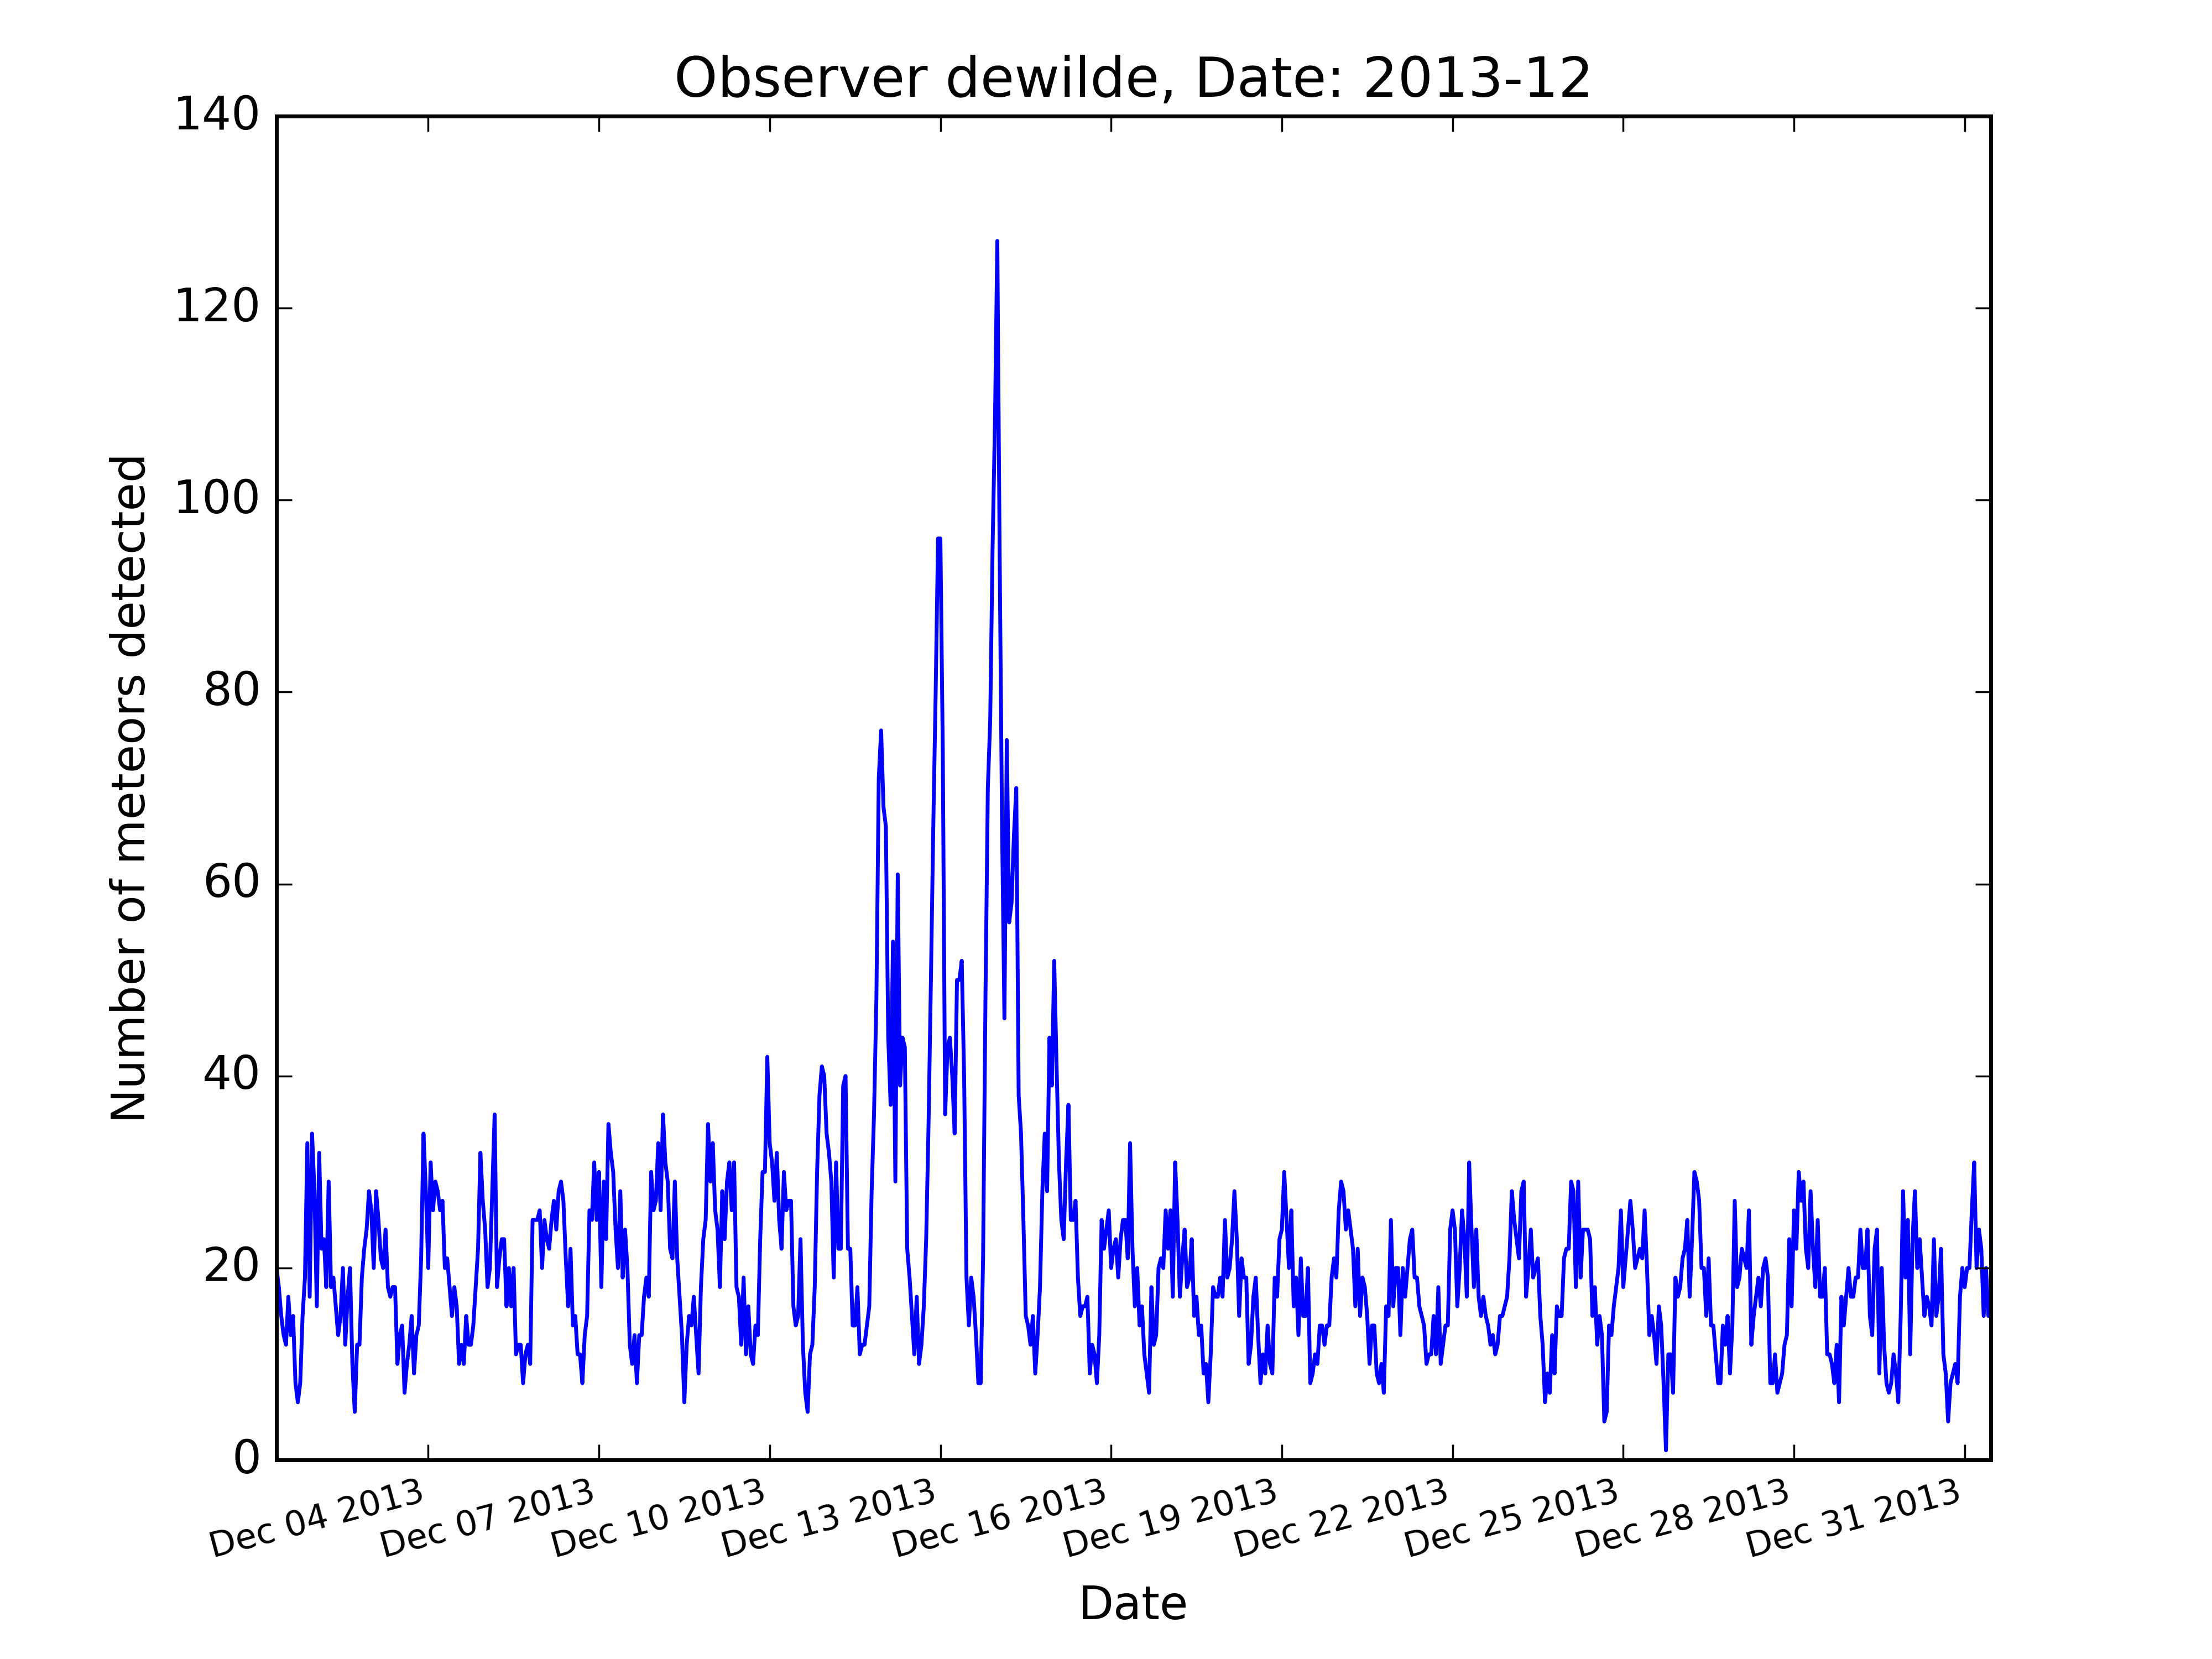 Observer dewilde, Date: 2013-12
140
120
100
80
60
40
20
0
Number of meteors detected
Dec 04 2013
Dec 07 2013
Dec 10 2013
Dec 13 2013
Dec 16 2013
Dec 19 2013
Dec 22 2013
Dec 25 2013
Dec 28 2013
Dec 31 2013
Date